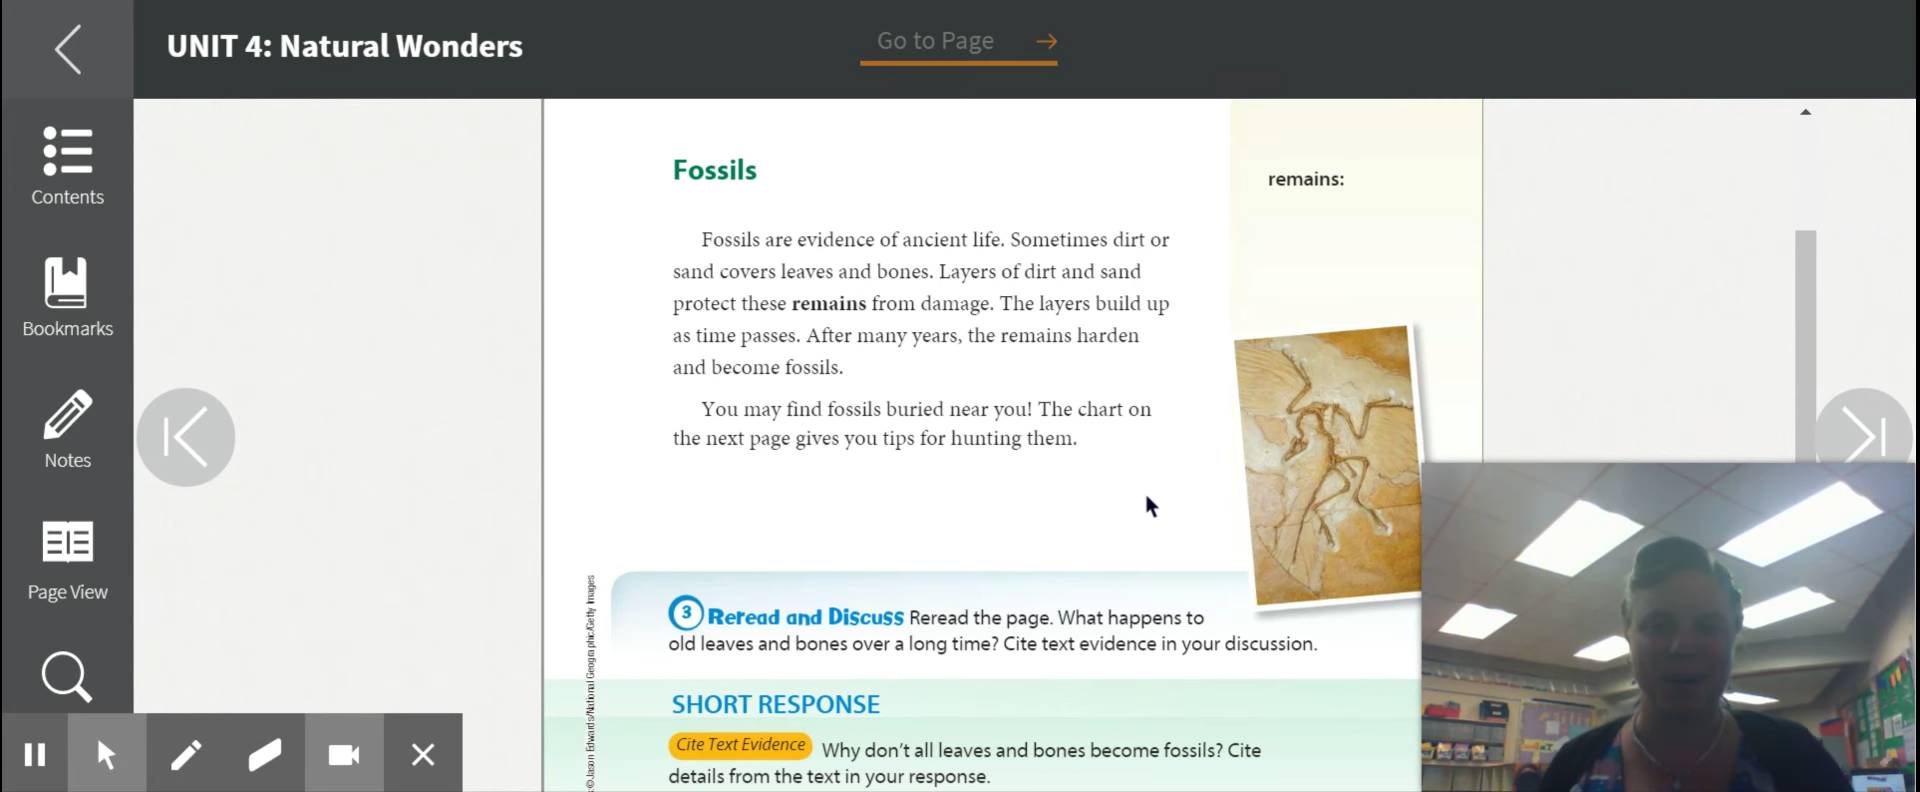 UNIT 4: Natural Wonders
Go to Page
Contents
Bookmarks
Notes
Page View
Fossils
Fossils are evidence of ancient life. Sometimes dirt or
sand covers leaves and bones. Layers of dirt and sand
protect these remains from damage. The layers build up
as time passes. After many years, the remains harden
and become fossils.
You may find fossils buried near you! The chart on
the next page gives you tips for hunting them.
remains:
3 Reread and Discuss Reread the page. What happens to
old leaves and bones over a long time? Cite text evidence in your discussion.
SHORT RESPONSE
Cite Text Evidence Why don't all leaves and bones become fossils? Cite
details from the text in your response.
©Jason Edwards/National Geographic/Getty Images